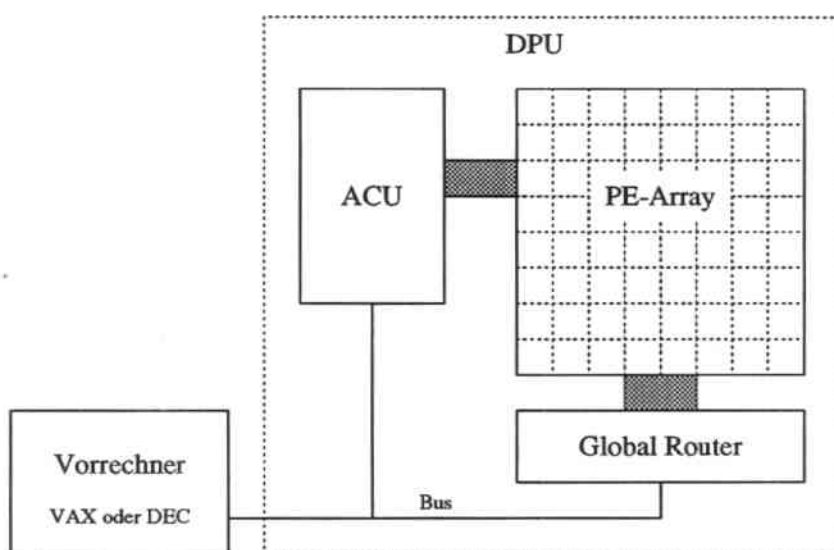 DPU
ACU
PE-Array
Global Router
Vorrechner
VAX oder DEC
Bus